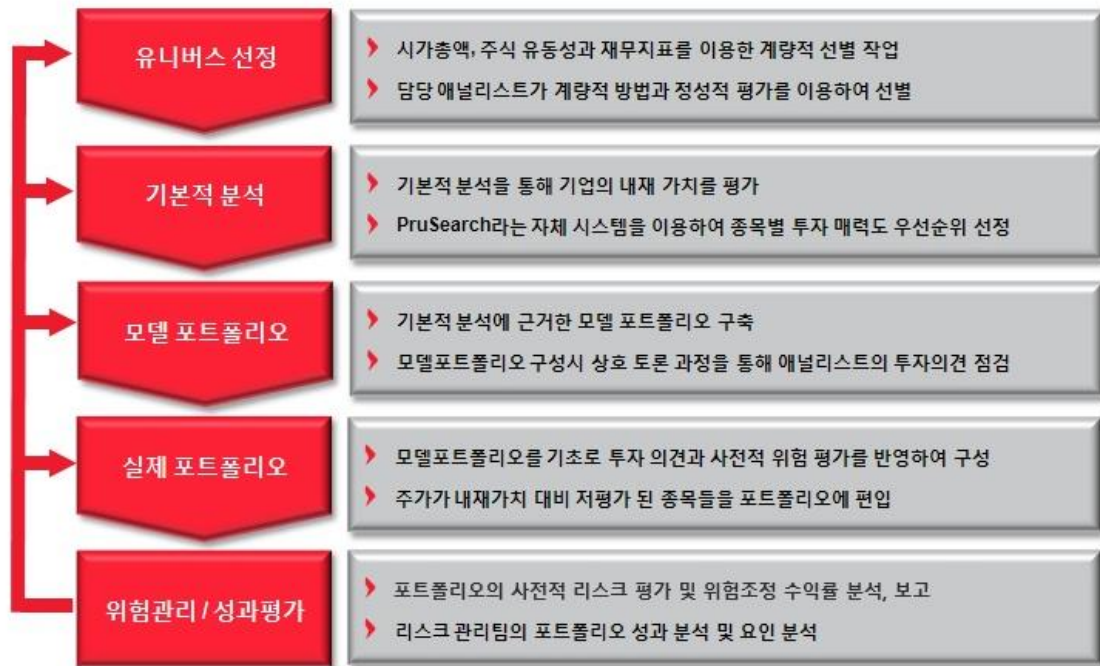 유니버스 선정
시가총액, 주식 유동성과 재무지표를 이용한 계량적 선별 작업
담당 애널리스트가 계량적 방법과 정성적 평가를 이용하여 선별
기본적 분석
기본적 분석을 통해 기업의 내재 가치를 평가
PruSearch라는 자체 시스템을 이용하여 종목별 투자 매력도 우선순위 선정
모델 포트폴리오
기본적 분석에 근거한 모델 포트폴리오 구축
모델포트폴리오 구성시 상호 토론 과정을 통해 애널리스트의 투자의견 점검
실제 포트폴리오
모델포트폴리오를 기초로 투자 의견과 사전적 위험 평가를 반영하여 구성
주가가 내재가치 대비 저평가 된 종목들을 포트폴리오에 편입
위험관리 / 성과평가
포트폴리오의 사전적 리스크 평가 및 위험조정 수익률 분석, 보고
리스크 관리팀의 포트폴리오 성과 분석 및 요인 분석